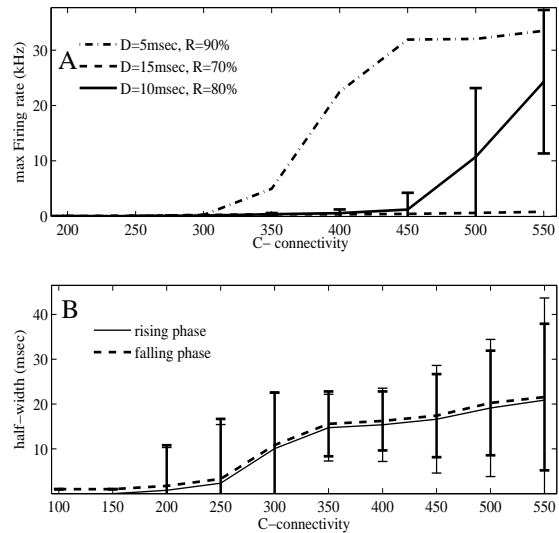 A
D=5msec, R=90%
D=15msec, R=70%
D=10msec, R=80%
max Firing rate (kHz)
30
20
10
0
200 250 300 350 400 450 500 550
C− connectivity
B
rising phase
falling phase
half−width (msec)
40
30
20
10
100 150 200 250 300 350 400 450 500 550
C−connectivity